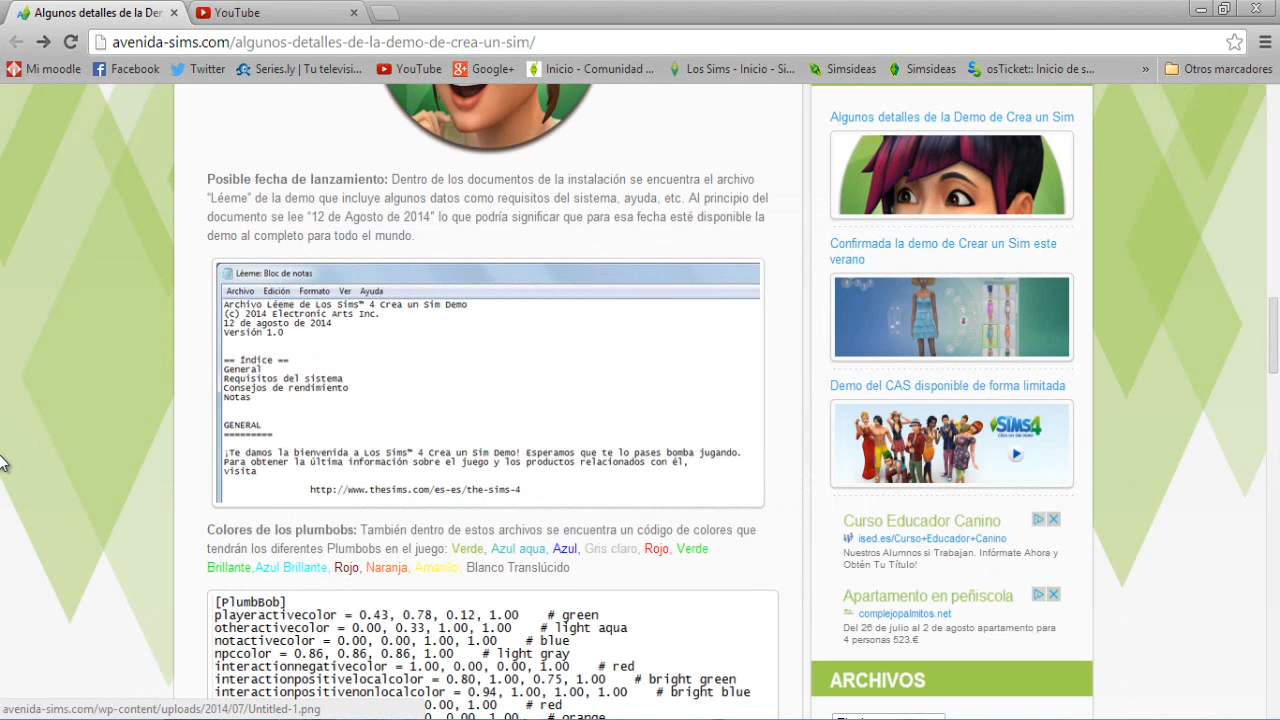 Algunos detalles de la Der
YouTube
avenida-sims.com/algunos-detalles-de-la-demo-de-crea-un-sim/
Mi moodle
Facebook
Twitter
Series.ly | Tu televisi...
YouTube
Google+
Inicio - Comunidad ...
Los Sims - Inicio - Si...
Simsideas
Simsideas
osTicket:: Inicio de s...
»
Otros marcadores
Posible fecha de lanzamiento: Dentro de los documentos de la instalación se encuentra el archivo
“Léeme” de la demo que incluye algunos datos como requisitos del sistema, ayuda, etc. Al principio del
documento se lee “12 de Agosto de 2014” lo que podría significar que para esa fecha esté disponible la
demo al completo para todo el mundo.
Léeme: Bloc de notas
Archivo Edición Formato Ver Ayuda
Archivo Léeme de Los Sims™ 4 Crea un Sim Demo
(c) 2014 Electronic Arts Inc.
12 de agosto de 2014
Versión 1.0
== Índice ==
General
Requisitos del sistema
Consejos de rendimiento
Notas
GENERAL
=========
¡Te damos la bienvenida a Los Sims™ 4 Crea un Sim Demo! Esperamos que te lo pases bomba jugando.
Para obtener la última información sobre el juego y los productos relacionados con él,
visita
http://www.thesims.com/es-es/the-sims-4
Colores de los plumbobs: También dentro de estos archivos se encuentra un código de colores que
tendrán los diferentes Plumbobs en el juego: Verde, Azul aqua, Azul, Gris claro, Rojo, Verde
Brillante,Azul Brillante, Rojo, Naranja, Amarillo, Blanco Translúcido
[PlumbBob]
playeractivecolor = 0.43, 0.78, 0.12, 1.00 # green
otheractivecolor = 0.00, 0.33, 1.00, 1.00 # light aqua
notactivecolor = 0.00, 0.00, 1.00, 1.00 # blue
npccolor = 0.86, 0.86, 0.86, 1.00 # light gray
interactionnegativecolor = 1.00, 0.00, 0.00, 1.00 # red
interactionpositivelocalcolor = 0.80, 1.00, 0.75, 1.00 # bright green
interactionpositivenonlocalcolor = 0.94, 1.00, 1.00, 1.00 # bright blue
0.00, 0.00, 1.00 # red
# orange
Algunos detalles de la Demo de Crea un Sim
Confirmada la demo de Crear un Sim este
verano
Demo del CAS disponible de forma limitada
LOS SIMS 4
CREA UN SIM DEMO
Curso Educador Canino
ised.es/Curso+Educador+Canino
Nuestros Alumnos si Trabajan. Infórmate Ahora y
Obtén Tu Título!
Apartamento en peñiscola
complejopalmitos.net
Del 26 de julio al 2 de agosto apartamento para
4 personas 523.€
ARCHIVOS
avenida-sims.com/wp-content/uploads/2014/07/Untitled-1.png